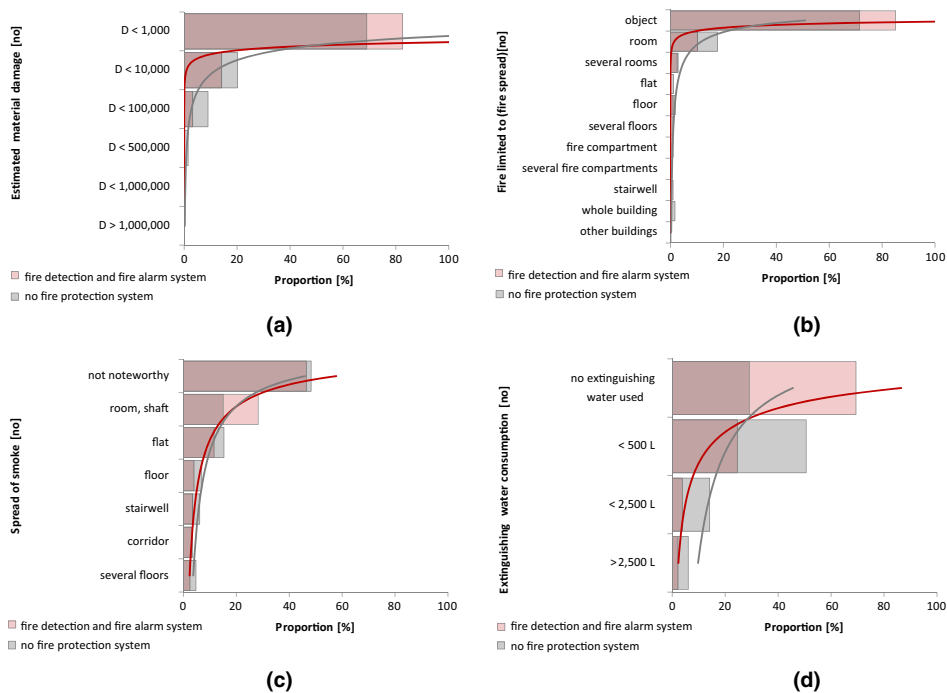 Estimated material damage [no]
D < 1,000
D < 10,000
D < 100,000
D < 500,000
D < 1,000,000
D > 1,000,000
0 20 40 60 80 100
Proportion [%]
fire detection and fire alarm system
no fire protection system
(a)
Fire limited to (fire spread)[no]
object
room
several rooms
flat
floor
several floors
fire compartment
several fire compartments
stairwell
whole building
other buildings
0 20 40 60 80 100
Proportion [%]
fire detection and fire alarm system
no fire protection system
(b)
Spread of smoke [no]
not noteworthy
room, shaft
flat
floor
stairwell
corridor
several floors
0 20 40 60 80 100
Proportion [%]
fire detection and fire alarm system
no fire protection system
(c)
Extinguishing water consumption [no]
no extinguishing
water used
< 500 L
< 2,500 L
> 2,500 L
0 20 40 60 80 100
Proportion [%]
fire detection and fire alarm system
no fire protection system
(d)